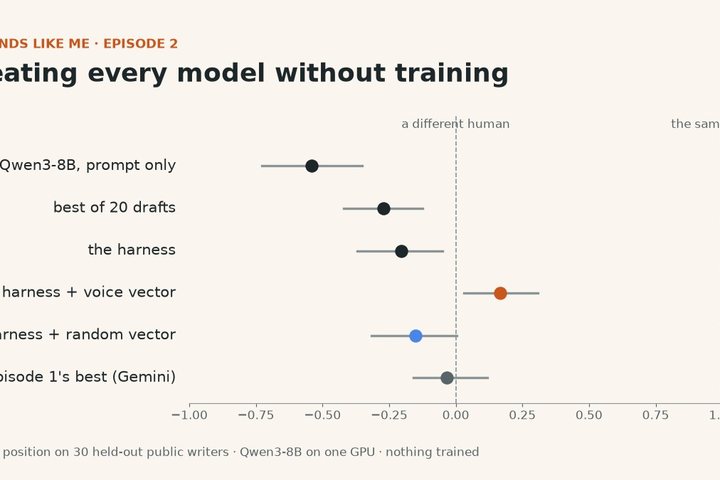 NDS LIKE ME · EPISODE 2
eating every model without training
a different human
the sam
Qwen3-8B, prompt only
best of 20 drafts
the harness
harness + voice vector
rness + random vector
pisode 1's best (Gemini)
−1.00 −0.75 −0.50 −0.25 0.00 0.25 0.50 0.75 1.
position on 30 held-out public writers · Qwen3-8B on one GPU · nothing trained